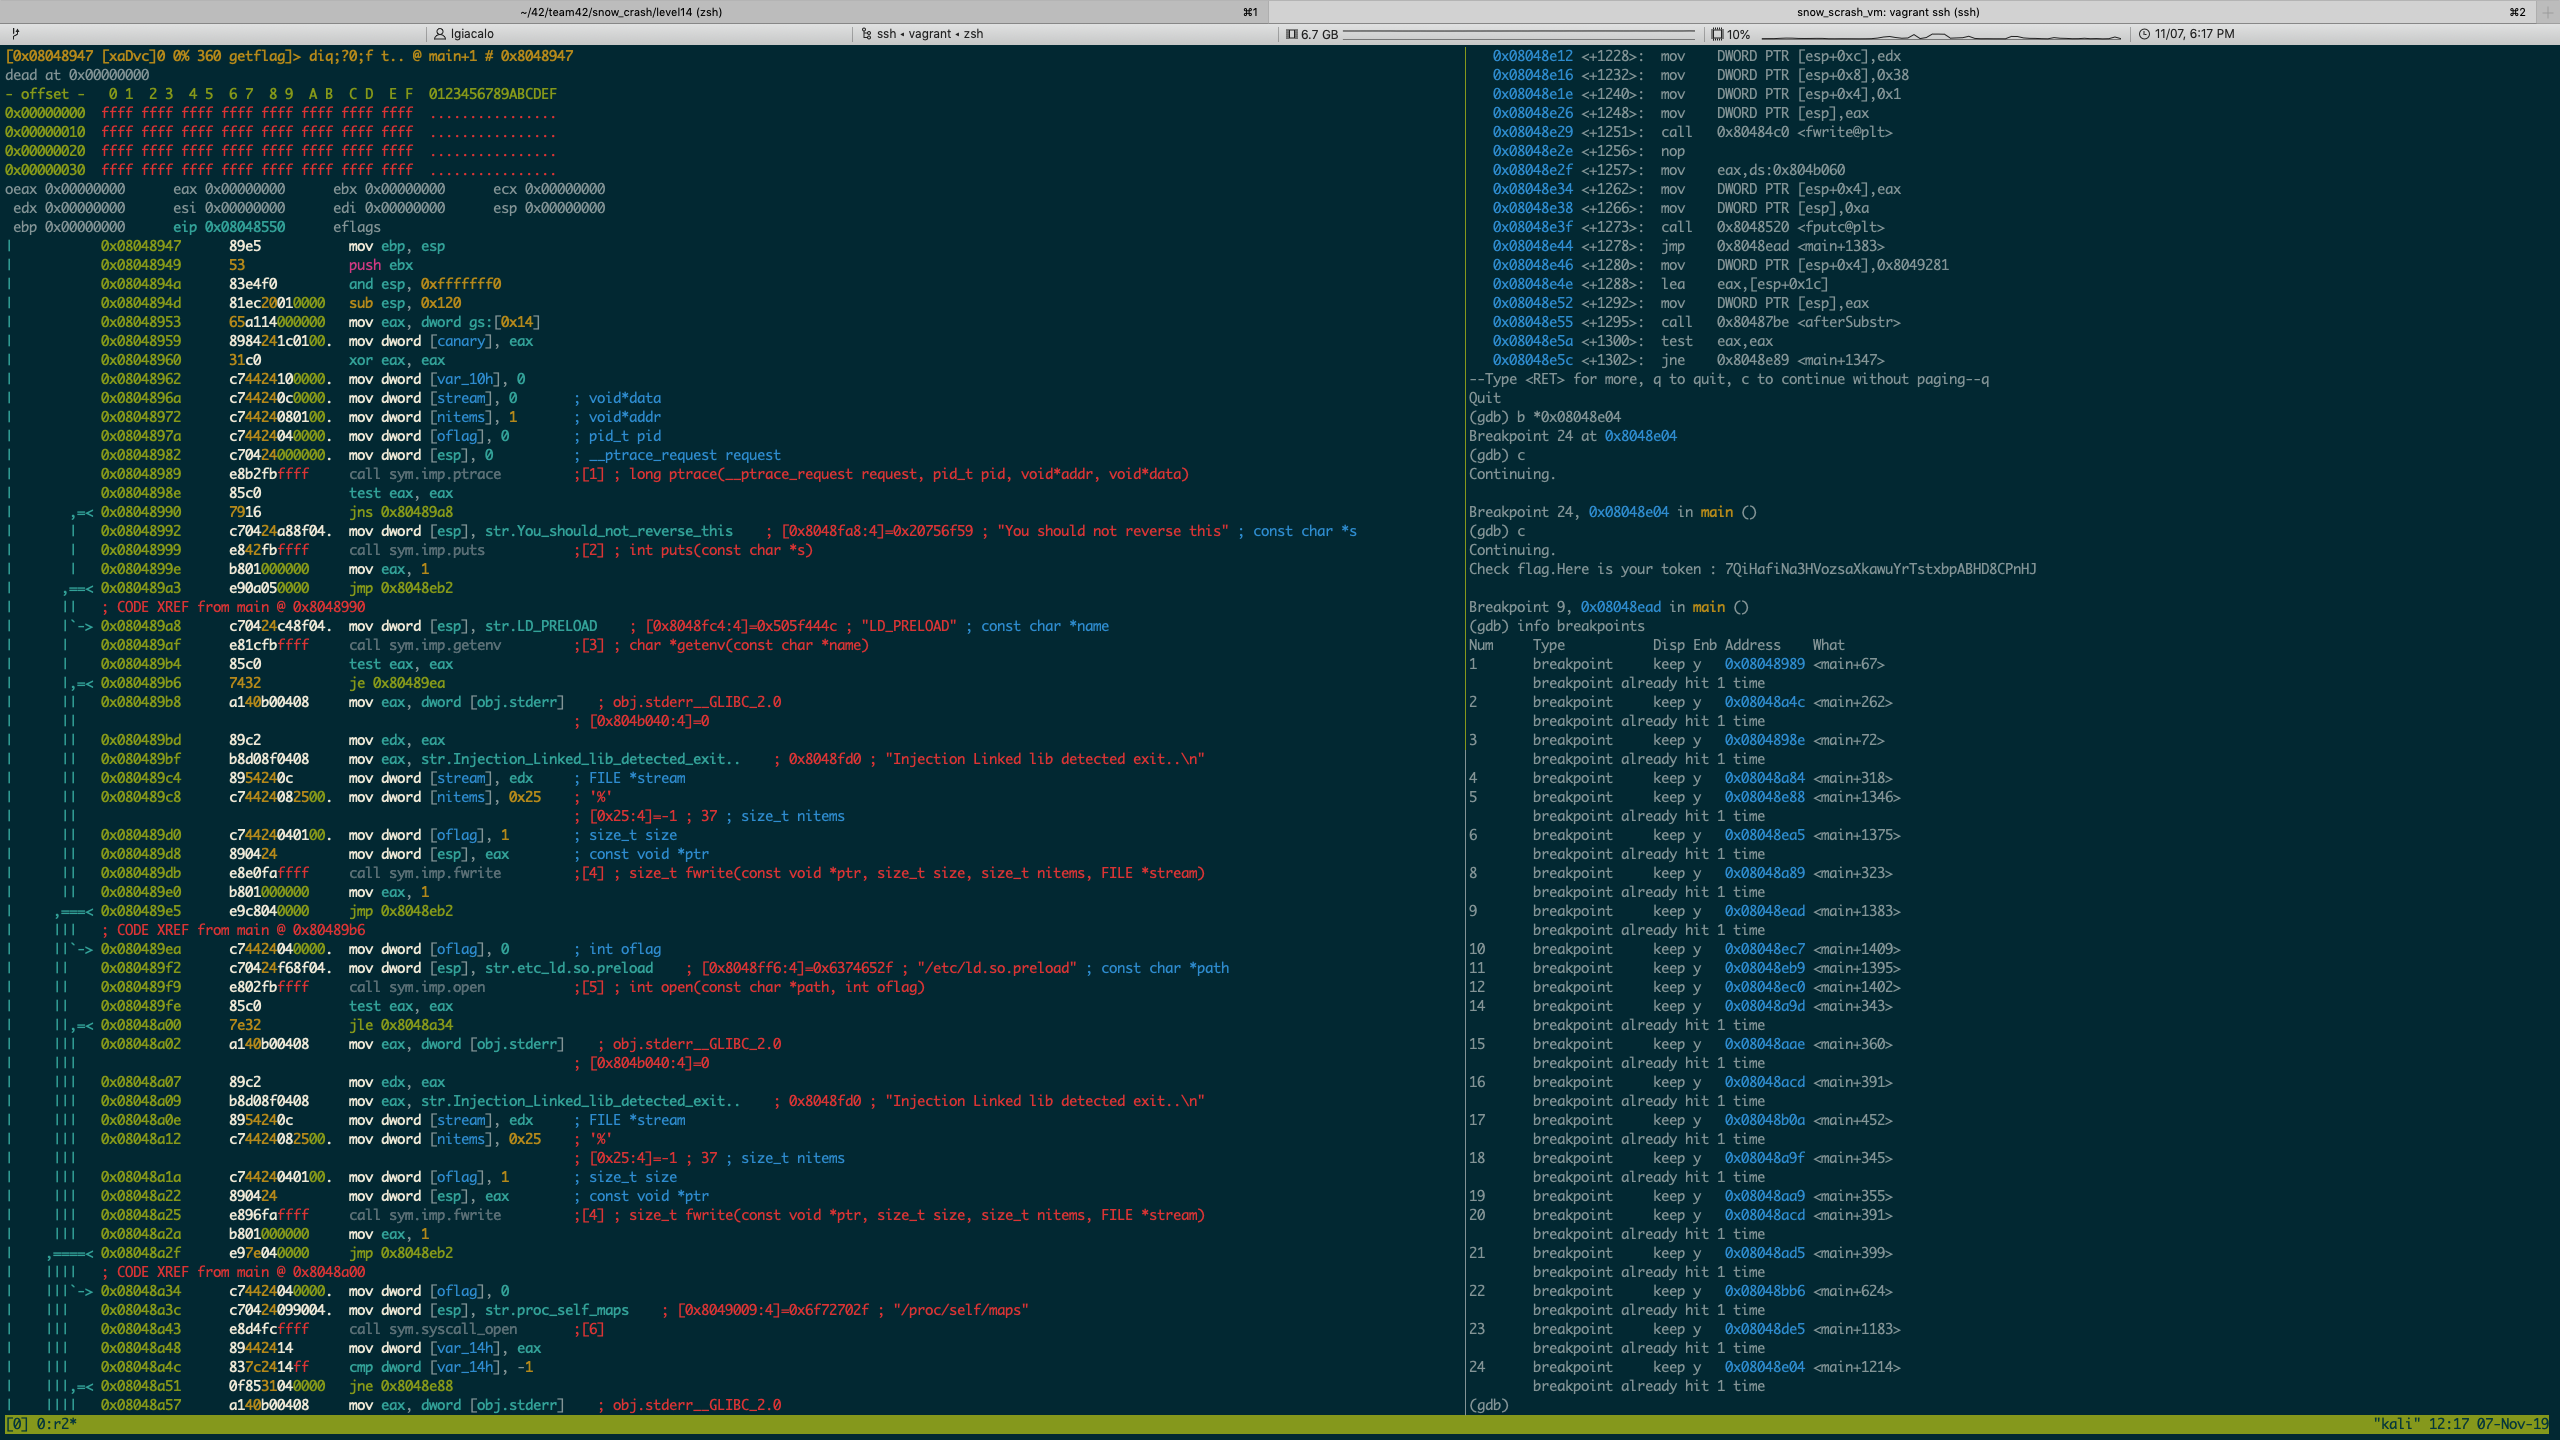 ~/42/team42/snow_crash/level14 (zsh) ⌘1 snow_scrash_vm: vagrant ssh (ssh) ⌘2
lgiacalo ssh ‹ vagrant ‹ zsh 6.7 GB 10% 11/07, 6:17 PM
[0x08048947 [xaDvc]0 0% 360 getflag]> diq;?0;f t.. @ main+1 # 0x8048947
dead at 0x00000000
- offset -   0 1  2 3  4 5  6 7  8 9  A B  C D  E F  0123456789ABCDEF
0x00000000  ffff ffff ffff ffff ffff ffff ffff ffff  ................
0x00000010  ffff ffff ffff ffff ffff ffff ffff ffff  ................
0x00000020  ffff ffff ffff ffff ffff ffff ffff ffff  ................
0x00000030  ffff ffff ffff ffff ffff ffff ffff ffff  ................
oeax 0x00000000      eax 0x00000000      ebx 0x00000000      ecx 0x00000000
edx 0x00000000      esi 0x00000000      edi 0x00000000      esp 0x00000000
ebp 0x00000000      eip 0x08048550      eflags
| 0x08048947 89e5 mov ebp, esp
| 0x08048949 53 push ebx
| 0x0804894a 83e4f0 and esp, 0xfffffff0
| 0x0804894d 81ec20010000 sub esp, 0x120
| 0x08048953 65a114000000 mov eax, dword gs:[0x14]
| 0x08048959 8984241c0100. mov dword [canary], eax
| 0x08048960 31c0 xor eax, eax
| 0x08048962 c74424100000. mov dword [var_10h], 0
| 0x0804896a c744240c0000. mov dword [stream], 0 ; void*data
| 0x08048972 c74424080100. mov dword [nitems], 1 ; void*addr
| 0x0804897a c74424040000. mov dword [oflag], 0 ; pid_t pid
| 0x08048982 c70424000000. mov dword [esp], 0 ; __ptrace_request request
| 0x08048989 e8b2fbffff call sym.imp.ptrace ;[1] ; long ptrace(__ptrace_request request, pid_t pid, void*addr, void*data)
| 0x0804898e 85c0 test eax, eax
| ,=< 0x08048990 7916 jns 0x80489a8
| | 0x08048992 c70424a88f04. mov dword [esp], str.You_should_not_reverse_this ; [0x8048fa8:4]=0x20756f59 ; "You should not reverse this" ; const char *s
| | 0x08048999 e842fbffff call sym.imp.puts ;[2] ; int puts(const char *s)
| | 0x0804899e b801000000 mov eax, 1
| ,==< 0x080489a3 e90a050000 jmp 0x8048eb2
| || ; CODE XREF from main @ 0x8048990
| |`-> 0x080489a8 c70424c48f04. mov dword [esp], str.LD_PRELOAD ; [0x8048fc4:4]=0x505f444c ; "LD_PRELOAD" ; const char *name
| | 0x080489af e81cfbffff call sym.imp.getenv ;[3] ; char *getenv(const char *name)
| | 0x080489b4 85c0 test eax, eax
| |,=< 0x080489b6 7432 je 0x80489ea
| || 0x080489b8 a140b00408 mov eax, dword [obj.stderr] ; obj.stderr__GLIBC_2.0
| || ; [0x804b040:4]=0
| || 0x080489bd 89c2 mov edx, eax
| || 0x080489bf b8d08f0408 mov eax, str.Injection_Linked_lib_detected_exit.. ; 0x8048fd0 ; "Injection Linked lib detected exit..\n"
| || 0x080489c4 8954240c mov dword [stream], edx ; FILE *stream
| || 0x080489c8 c74424082500. mov dword [nitems], 0x25 ; '%'
| || ; [0x25:4]=-1 ; 37 ; size_t nitems
| || 0x080489d0 c74424040100. mov dword [oflag], 1 ; size_t size
| || 0x080489d8 890424 mov dword [esp], eax ; const void *ptr
| || 0x080489db e8e0faffff call sym.imp.fwrite ;[4] ; size_t fwrite(const void *ptr, size_t size, size_t nitems, FILE *stream)
| || 0x080489e0 b801000000 mov eax, 1
| ,===< 0x080489e5 e9c8040000 jmp 0x8048eb2
| ||| ; CODE XREF from main @ 0x80489b6
| ||`-> 0x080489ea c74424040000. mov dword [oflag], 0 ; int oflag
| || 0x080489f2 c70424f68f04. mov dword [esp], str.etc_ld.so.preload ; [0x8048ff6:4]=0x6374652f ; "/etc/ld.so.preload" ; const char *path
| || 0x080489f9 e802fbffff call sym.imp.open ;[5] ; int open(const char *path, int oflag)
| || 0x080489fe 85c0 test eax, eax
| ||,=< 0x08048a00 7e32 jle 0x8048a34
| ||| 0x08048a02 a140b00408 mov eax, dword [obj.stderr] ; obj.stderr__GLIBC_2.0
| ||| ; [0x804b040:4]=0
| ||| 0x08048a07 89c2 mov edx, eax
| ||| 0x08048a09 b8d08f0408 mov eax, str.Injection_Linked_lib_detected_exit.. ; 0x8048fd0 ; "Injection Linked lib detected exit..\n"
| ||| 0x08048a0e 8954240c mov dword [stream], edx ; FILE *stream
| ||| 0x08048a12 c74424082500. mov dword [nitems], 0x25 ; '%'
| ||| ; [0x25:4]=-1 ; 37 ; size_t nitems
| ||| 0x08048a1a c74424040100. mov dword [oflag], 1 ; size_t size
| ||| 0x08048a22 890424 mov dword [esp], eax ; const void *ptr
| ||| 0x08048a25 e896faffff call sym.imp.fwrite ;[4] ; size_t fwrite(const void *ptr, size_t size, size_t nitems, FILE *stream)
| ||| 0x08048a2a b801000000 mov eax, 1
| ,====< 0x08048a2f e97e040000 jmp 0x8048eb2
| |||| ; CODE XREF from main @ 0x8048a00
| |||`-> 0x08048a34 c74424040000. mov dword [oflag], 0
| ||| 0x08048a3c c70424099004. mov dword [esp], str.proc_self_maps ; [0x8049009:4]=0x6f72702f ; "/proc/self/maps"
| ||| 0x08048a43 e8d4fcffff call sym.syscall_open ;[6]
| ||| 0x08048a48 89442414 mov dword [var_14h], eax
| ||| 0x08048a4c 837c2414ff cmp dword [var_14h], -1
| |||,=< 0x08048a51 0f8531040000 jne 0x8048e88
| |||| 0x08048a57 a140b00408 mov eax, dword [obj.stderr] ; obj.stderr__GLIBC_2.0
0x08048e12 <+1228>: mov DWORD PTR [esp+0xc],edx
0x08048e16 <+1232>: mov DWORD PTR [esp+0x8],0x38
0x08048e1e <+1240>: mov DWORD PTR [esp+0x4],0x1
0x08048e26 <+1248>: mov DWORD PTR [esp],eax
0x08048e29 <+1251>: call 0x80484c0 <fwrite@plt>
0x08048e2e <+1256>: nop
0x08048e2f <+1257>: mov eax,ds:0x804b060
0x08048e34 <+1262>: mov DWORD PTR [esp+0x4],eax
0x08048e38 <+1266>: mov DWORD PTR [esp],0xa
0x08048e3f <+1273>: call 0x8048520 <fputc@plt>
0x08048e44 <+1278>: jmp 0x8048ead <main+1383>
0x08048e46 <+1280>: mov DWORD PTR [esp+0x4],0x8049281
0x08048e4e <+1288>: lea eax,[esp+0x1c]
0x08048e52 <+1292>: mov DWORD PTR [esp],eax
0x08048e55 <+1295>: call 0x80487be <afterSubstr>
0x08048e5a <+1300>: test eax,eax
0x08048e5c <+1302>: jne 0x8048e89 <main+1347>
--Type <RET> for more, q to quit, c to continue without paging--q
Quit
(gdb) b *0x08048e04
Breakpoint 24 at 0x8048e04
(gdb) c
Continuing.
Breakpoint 24, 0x08048e04 in main ()
(gdb) c
Continuing.
Check flag.Here is your token : 7QiHafiNa3HVozsaXkawuYrTstxbpABHD8CPnHJ
Breakpoint 9, 0x08048ead in main ()
(gdb) info breakpoints
Num Type Disp Enb Address What
1 breakpoint keep y 0x08048989 <main+67>
breakpoint already hit 1 time
2 breakpoint keep y 0x08048a4c <main+262>
breakpoint already hit 1 time
3 breakpoint keep y 0x0804898e <main+72>
breakpoint already hit 1 time
4 breakpoint keep y 0x08048a84 <main+318>
5 breakpoint keep y 0x08048e88 <main+1346>
breakpoint already hit 1 time
6 breakpoint keep y 0x08048ea5 <main+1375>
breakpoint already hit 1 time
8 breakpoint keep y 0x08048a89 <main+323>
breakpoint already hit 1 time
9 breakpoint keep y 0x08048ead <main+1383>
breakpoint already hit 1 time
10 breakpoint keep y 0x08048ec7 <main+1409>
11 breakpoint keep y 0x08048eb9 <main+1395>
12 breakpoint keep y 0x08048ec0 <main+1402>
14 breakpoint keep y 0x08048a9d <main+343>
breakpoint already hit 1 time
15 breakpoint keep y 0x08048aae <main+360>
breakpoint already hit 1 time
16 breakpoint keep y 0x08048acd <main+391>
breakpoint already hit 1 time
17 breakpoint keep y 0x08048b0a <main+452>
breakpoint already hit 1 time
18 breakpoint keep y 0x08048a9f <main+345>
breakpoint already hit 1 time
19 breakpoint keep y 0x08048aa9 <main+355>
20 breakpoint keep y 0x08048acd <main+391>
breakpoint already hit 1 time
21 breakpoint keep y 0x08048ad5 <main+399>
breakpoint already hit 1 time
22 breakpoint keep y 0x08048bb6 <main+624>
breakpoint already hit 1 time
23 breakpoint keep y 0x08048de5 <main+1183>
breakpoint already hit 1 time
24 breakpoint keep y 0x08048e04 <main+1214>
breakpoint already hit 1 time
(gdb)
[0] 0:r2* "kali" 12:17 07-Nov-19